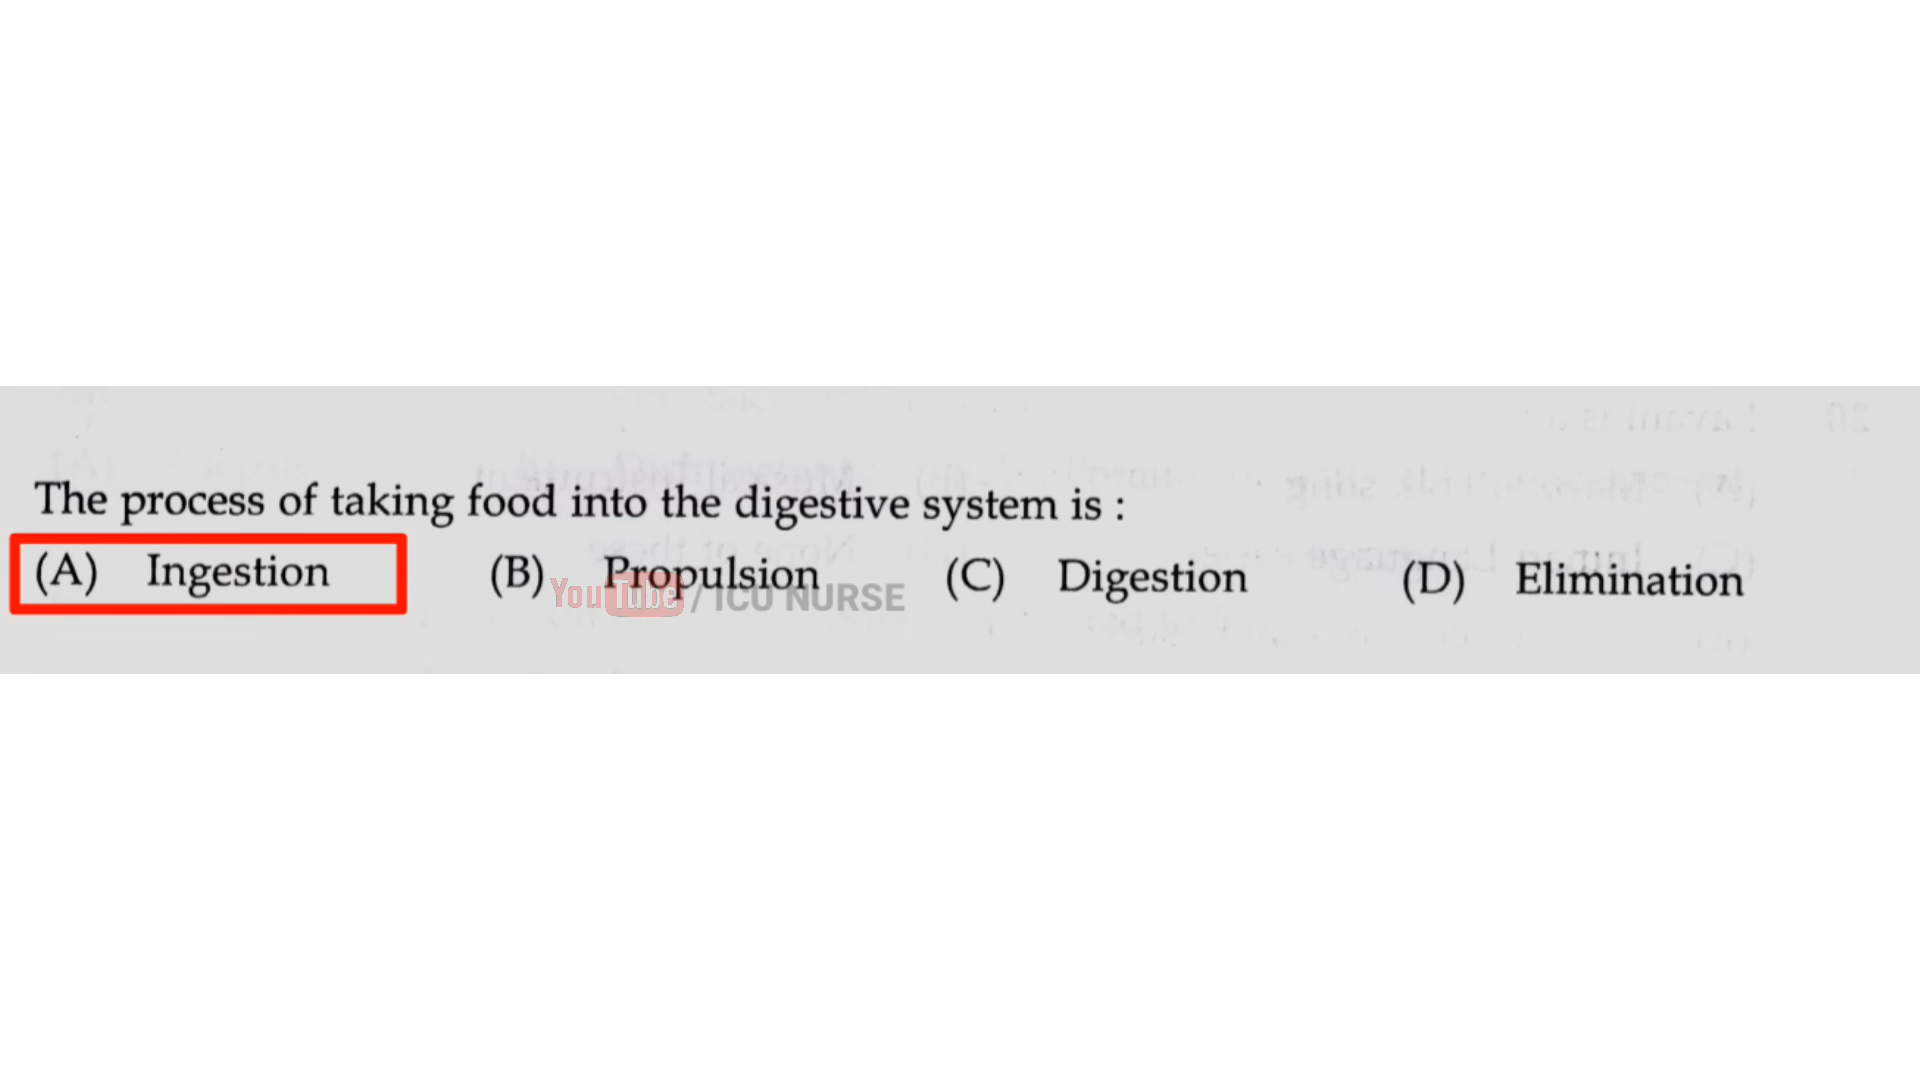 The process of taking food into the digestive system is :
(A) Ingestion (B) Propulsion (C) Digestion (D) Elimination
YouTube / ICU NURSE